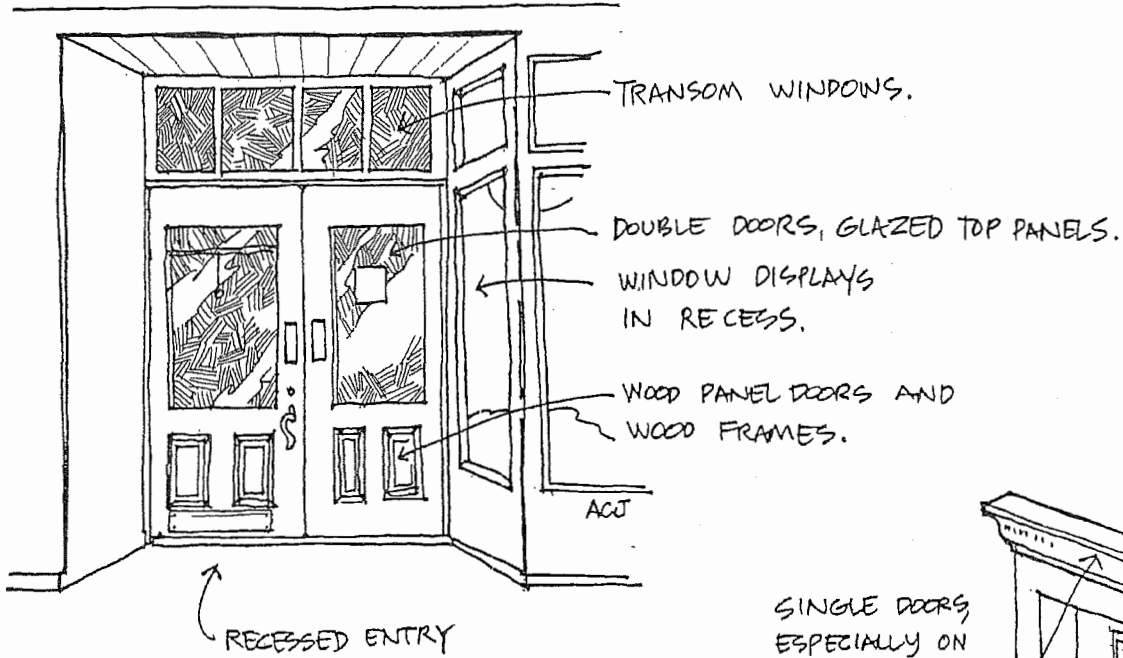 TRANSOM WINDOWS.
DOUBLE DOORS, GLAZED TOP PANELS.
WINDOW DISPLAYS
IN RECESS.
WOOD PANEL DOORS AND
WOOD FRAMES.
ACJ
RECESSED ENTRY
SINGLE DOORS,
ESPECIALLY ON